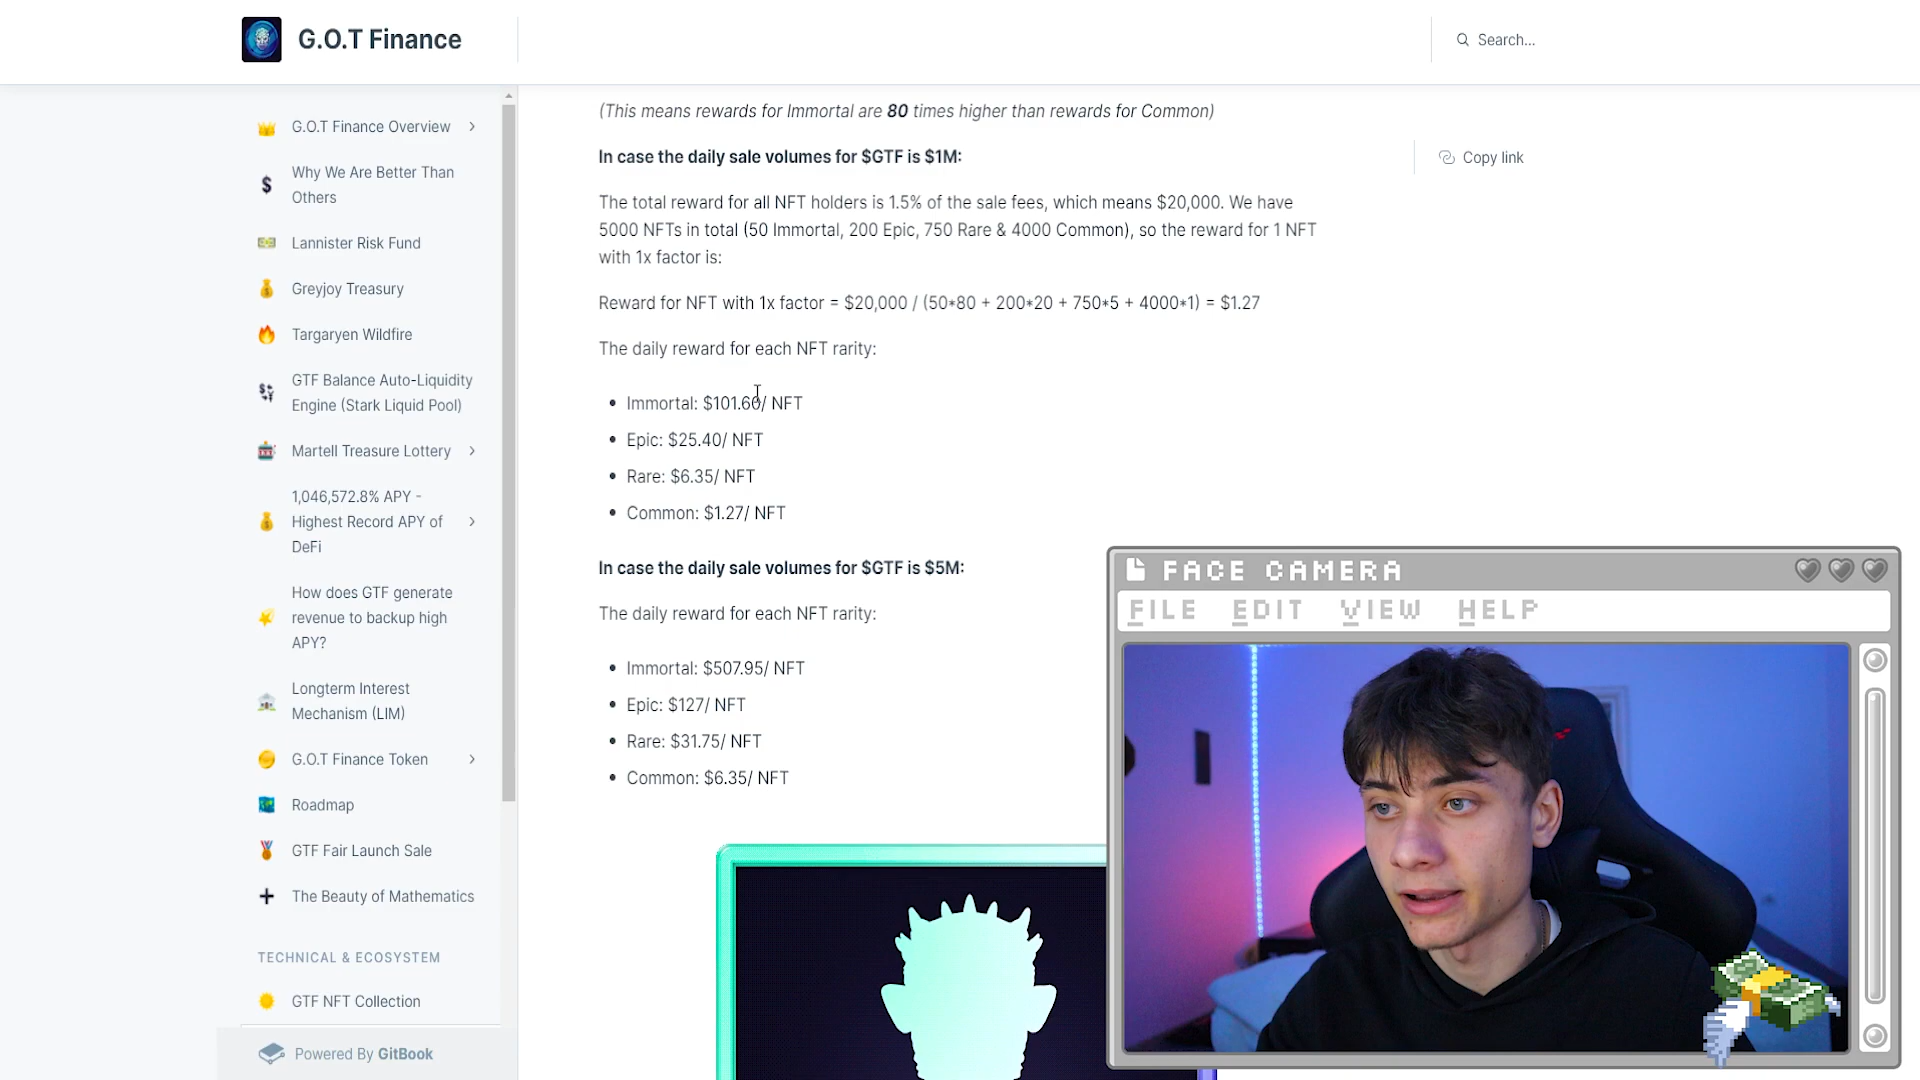 G.O.T Finance
Search...
G.O.T Finance Overview
Why We Are Better Than
Others
Lannister Risk Fund
Greyjoy Treasury
Targaryen Wildfire
GTF Balance Auto-Liquidity
Engine (Stark Liquid Pool)
Martell Treasure Lottery
1,046,572.8% APY -
Highest Record APY of
DeFi
How does GTF generate
revenue to backup high
APY?
Longterm Interest
Mechanism (LIM)
G.O.T Finance Token
Roadmap
GTF Fair Launch Sale
The Beauty of Mathematics
TECHNICAL & ECOSYSTEM
GTF NFT Collection
Powered By GitBook
(This means rewards for Immortal are 80 times higher than rewards for Common)
In case the daily sale volumes for $GTF is $1M:
The total reward for all NFT holders is 1.5% of the sale fees, which means $20,000. We have
5000 NFTs in total (50 Immortal, 200 Epic, 750 Rare & 4000 Common), so the reward for 1 NFT
with 1x factor is:
Reward for NFT with 1x factor = $20,000 / (50*80 + 200*20 + 750*5 + 4000*1) = $1.27
The daily reward for each NFT rarity:
• Immortal: $101.60/ NFT
• Epic: $25.40/ NFT
• Rare: $6.35/ NFT
• Common: $1.27/ NFT
In case the daily sale volumes for $GTF is $5M:
The daily reward for each NFT rarity:
• Immortal: $507.95/ NFT
• Epic: $127/ NFT
• Rare: $31.75/ NFT
• Common: $6.35/ NFT
Copy link
FACE CAMERA
FILE EDIT VIEW HELP